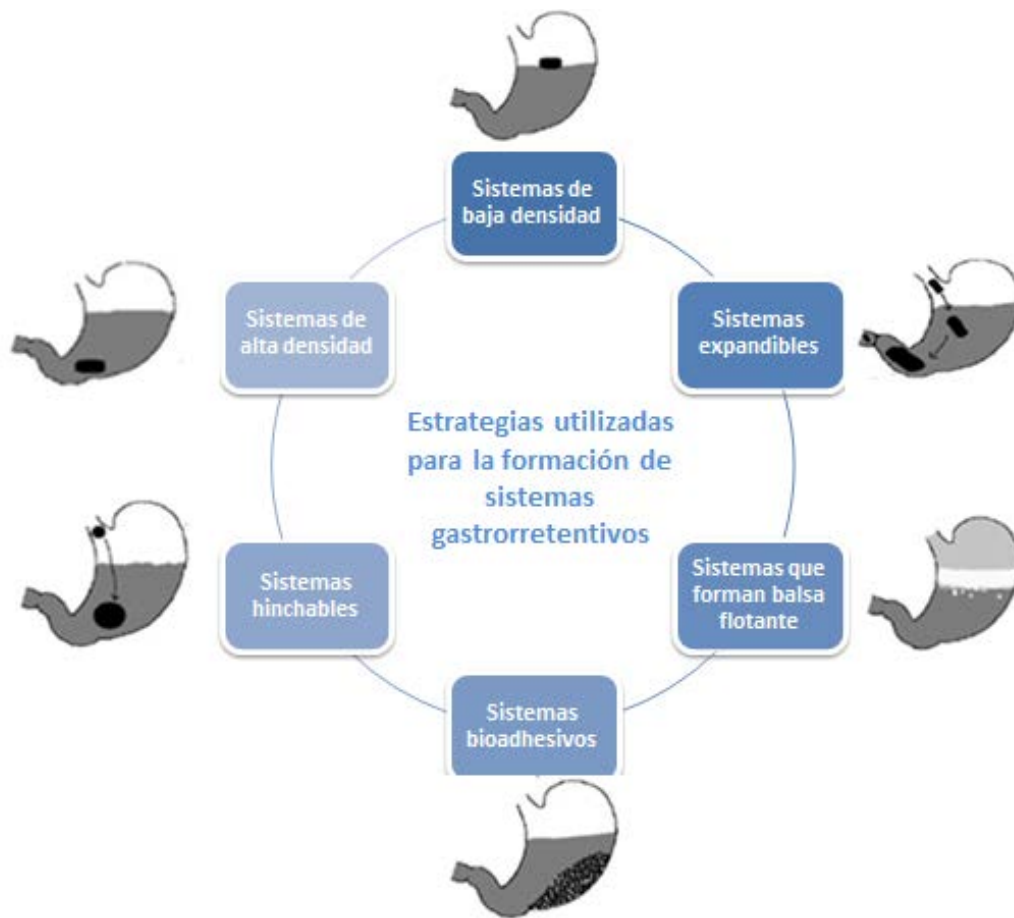 Sistemas de
baja densidad
Sistemas de
alta densidad
Sistemas
expandibles
Estrategias utilizadas
para la formación de
sistemas
gastrorretentivos
Sistemas
hinchables
Sistemas que
forman balsa
flotante
Sistemas
bioadhesivos